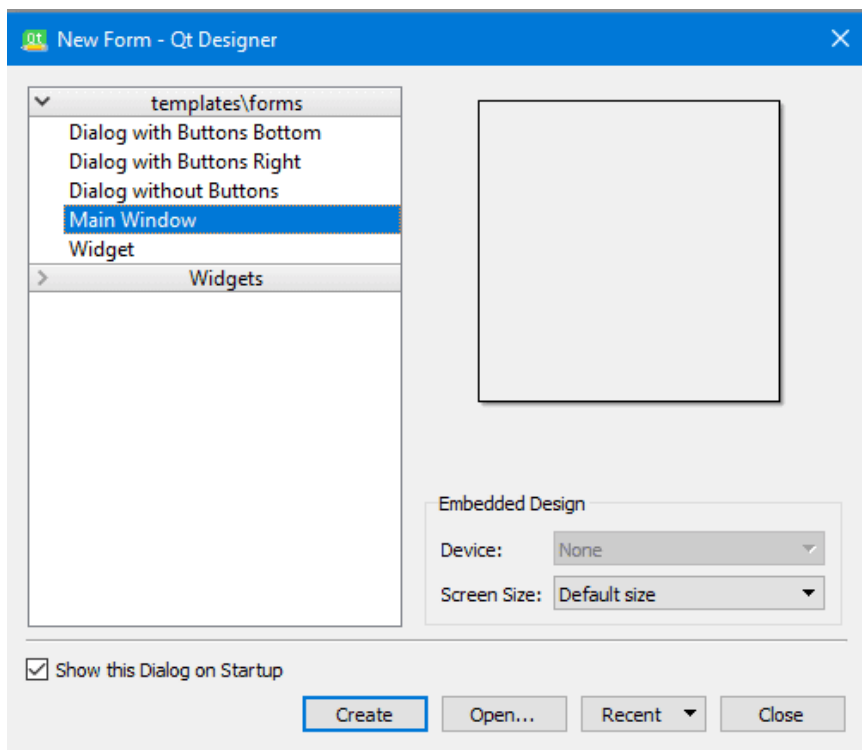 Qt New Form - Qt Designer
templates\forms
Dialog with Buttons Bottom
Dialog with Buttons Right
Dialog without Buttons
Main Window
Widget
Widgets
Embedded Design
Device: None
Screen Size: Default size
Show this Dialog on Startup
Create Open... Recent Close